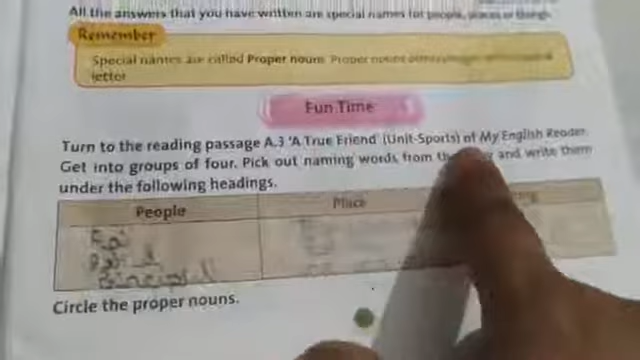 All the answers that you have written are special names for people, places or things.
Remember
Special names are called Proper noun. Proper nouns
letter
Fun Time
Turn to the reading passage A.3 'A True Friend' (Unit-Sports) of My English Reader.
Get into groups of four. Pick out naming words from the and write them
under the following headings.
People Place
Circle the proper nouns.